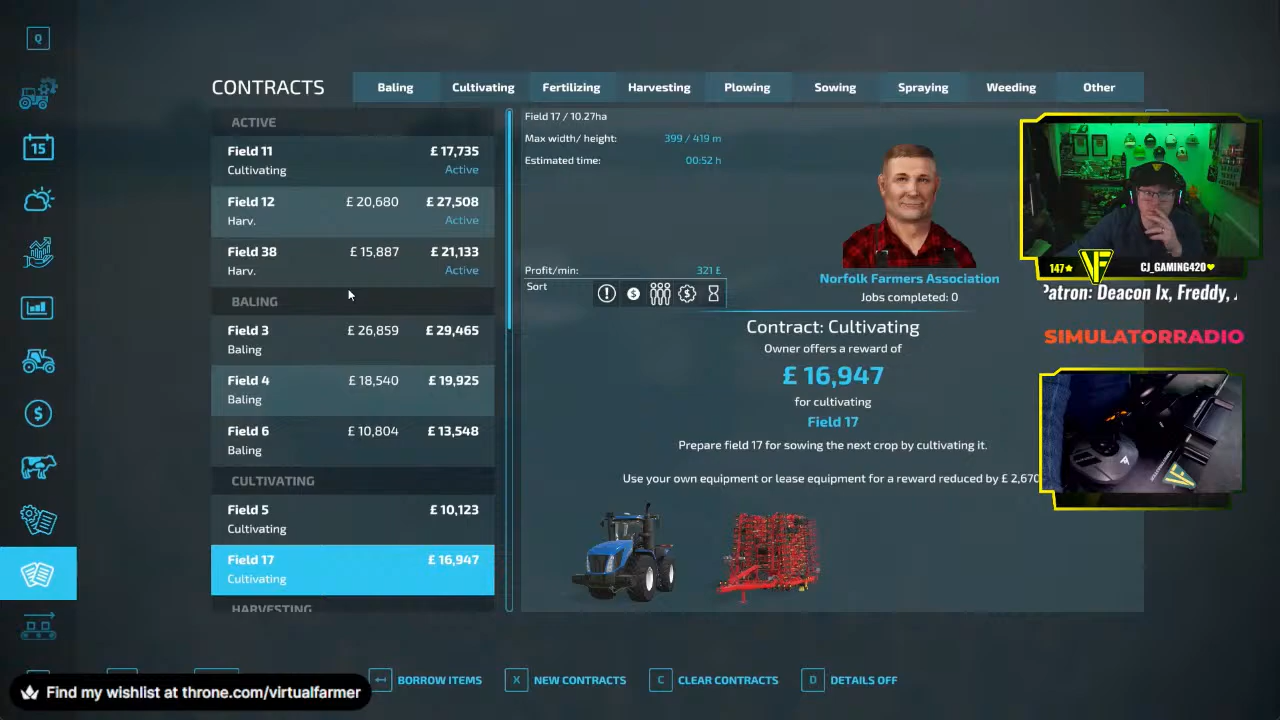 Q
15
CONTRACTS
Baling
Cultivating
Fertilizing
Harvesting
Plowing
Sowing
Spraying
Weeding
Other
ACTIVE
Field 11 £ 17,735
Cultivating Active
Field 12 £ 20,680 £ 27,508
Harv. Active
Field 38 £ 15,887 £ 21,133
Harv. Active
BALING
Field 3 £ 26,859 £ 29,465
Baling
Field 4 £ 18,540 £ 19,925
Baling
Field 6 £ 10,804 £ 13,548
Baling
CULTIVATING
Field 5 £ 10,123
Cultivating
Field 17 £ 16,947
Cultivating
HARVESTING
Field 17 / 10.27ha
Max width/ height: 399 / 419 m
Estimated time: 00:52 h
Profit/min: 321 £
Sort
Norfolk Farmers Association
Jobs completed: 0
Contract: Cultivating
Owner offers a reward of
£ 16,947
for cultivating
Field 17
Prepare field 17 for sowing the next crop by cultivating it.
Use your own equipment or lease equipment for a reward reduced by £ 2,670
147★ VF CJ_GAMING420
Patron: Deacon Ix, Freddy,
SIMULATORRADIO
BORROW ITEMS
X NEW CONTRACTS
C CLEAR CONTRACTS
D DETAILS OFF
Find my wishlist at throne.com/virtualfarmer